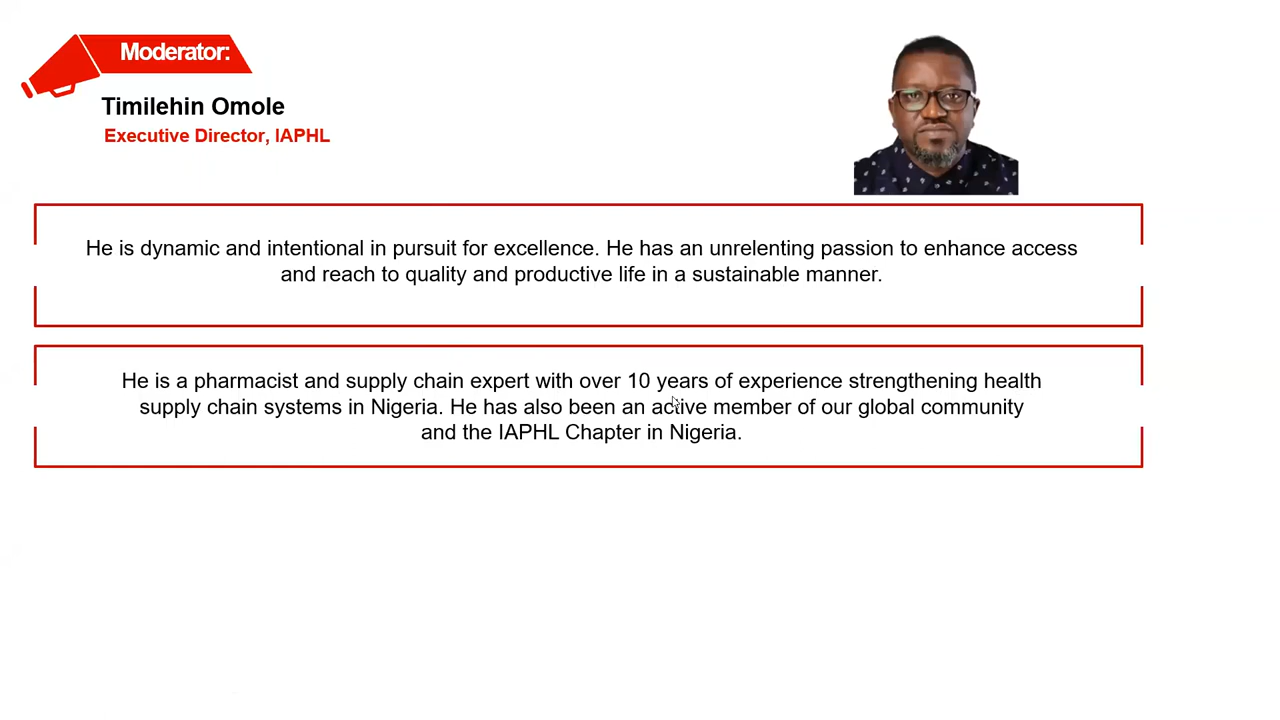 Moderator:
Timilehin Omole
Executive Director, IAPHL
He is dynamic and intentional in pursuit for excellence. He has an unrelenting passion to enhance access
and reach to quality and productive life in a sustainable manner.
He is a pharmacist and supply chain expert with over 10 years of experience strengthening health
supply chain systems in Nigeria. He has also been an active member of our global community
and the IAPHL Chapter in Nigeria.